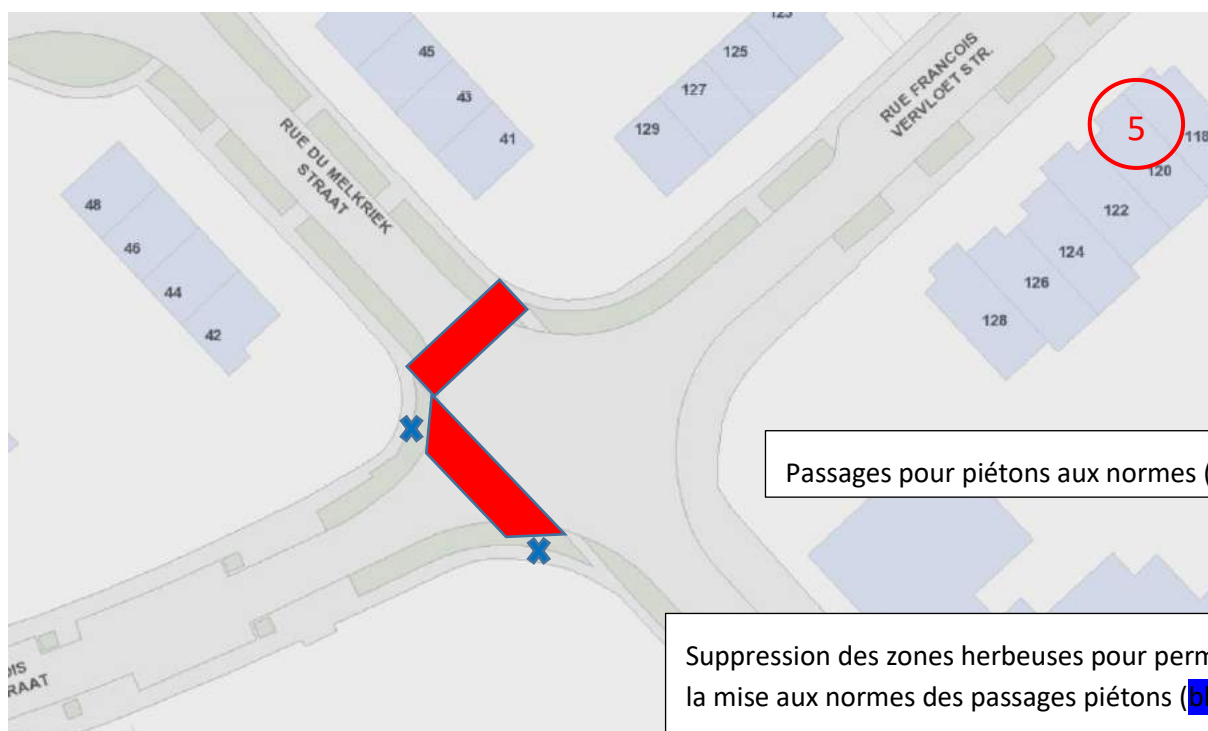 45
43
41
125
127
129
RUE FRANCOIS
VERVLOET STR.
5
118
120
122
124
126
128
RUE DU MELKRIEK
STRAAT
48
46
44
42
Passages pour piétons aux normes (
Suppression des zones herbeuses pour
la mise aux normes des passages piétons (